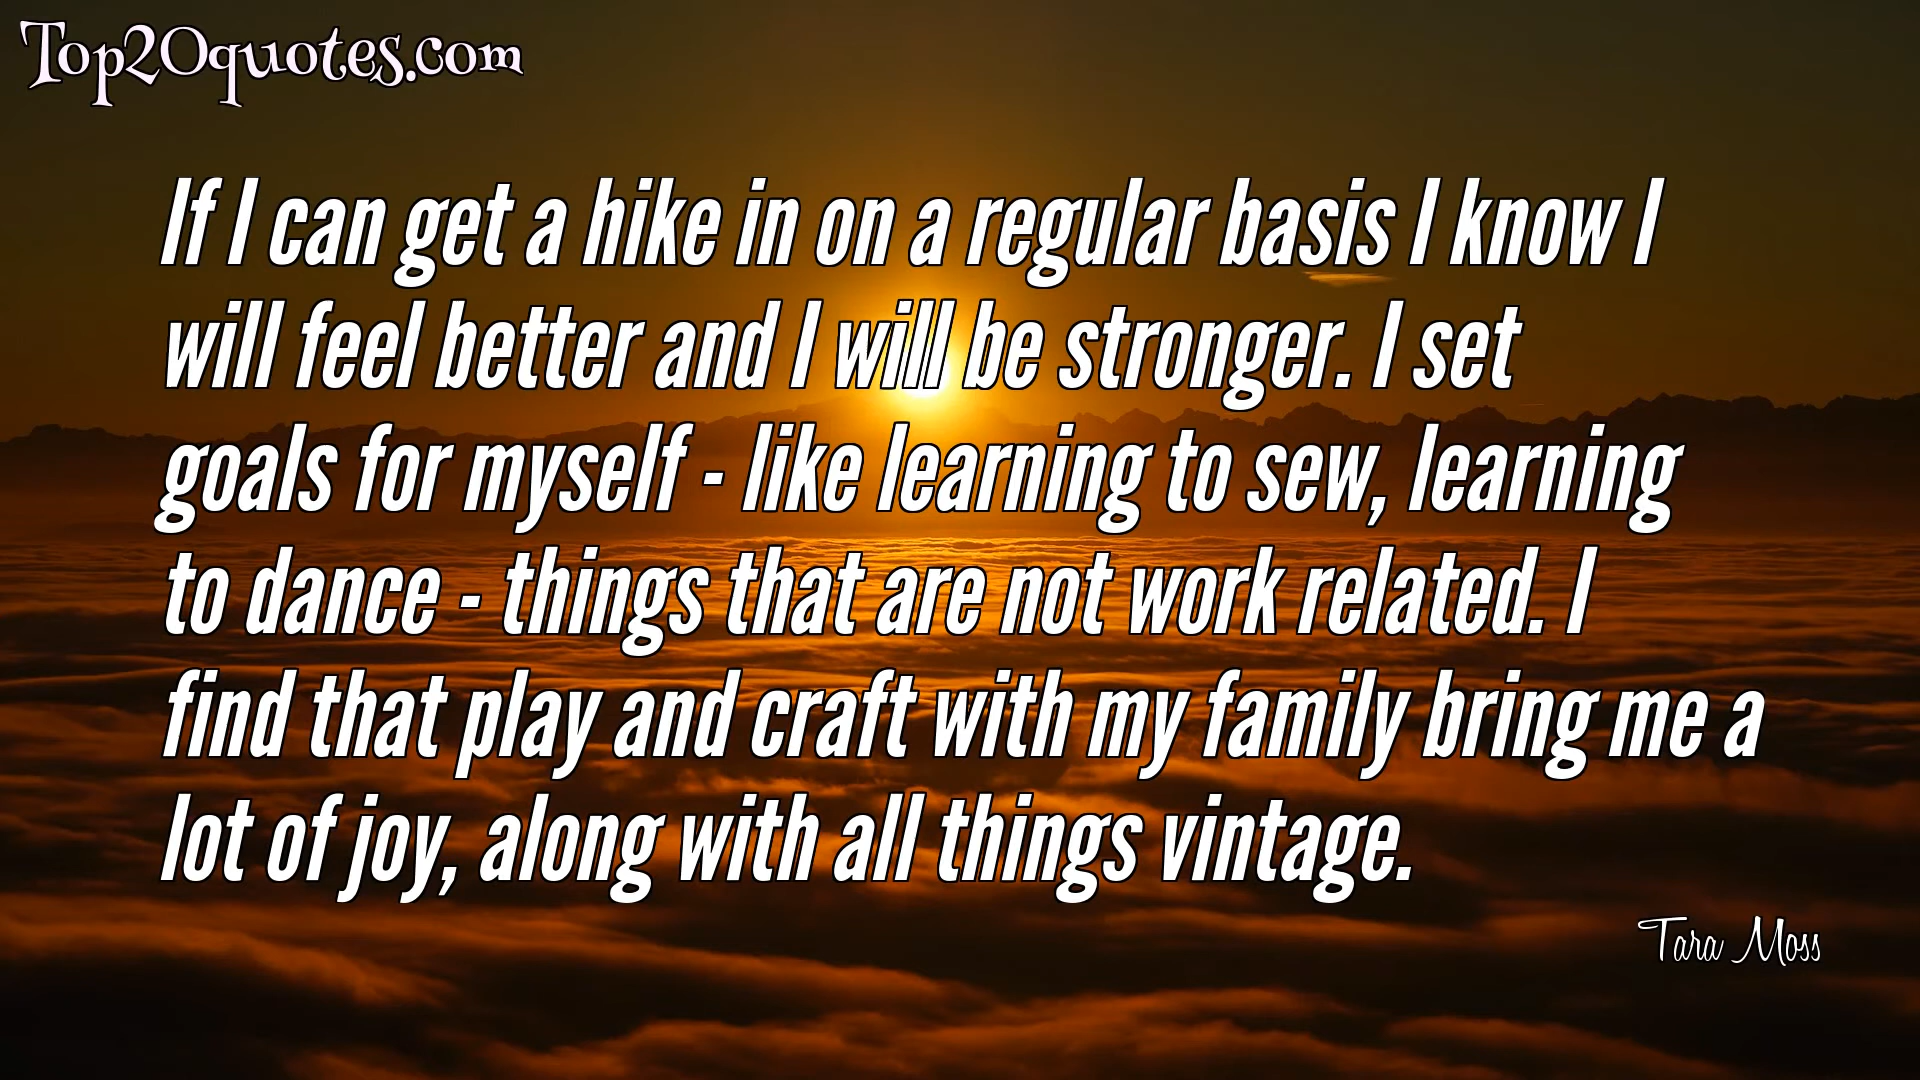 Top20quotes.com
If I can get a hike in on a regular basis I know I
will feel better and I will be stronger. I set
goals for myself - like learning to sew, learning
to dance - things that are not work related. I
find that play and craft with my family bring me a
lot of joy, along with all things vintage.
Tara Moss